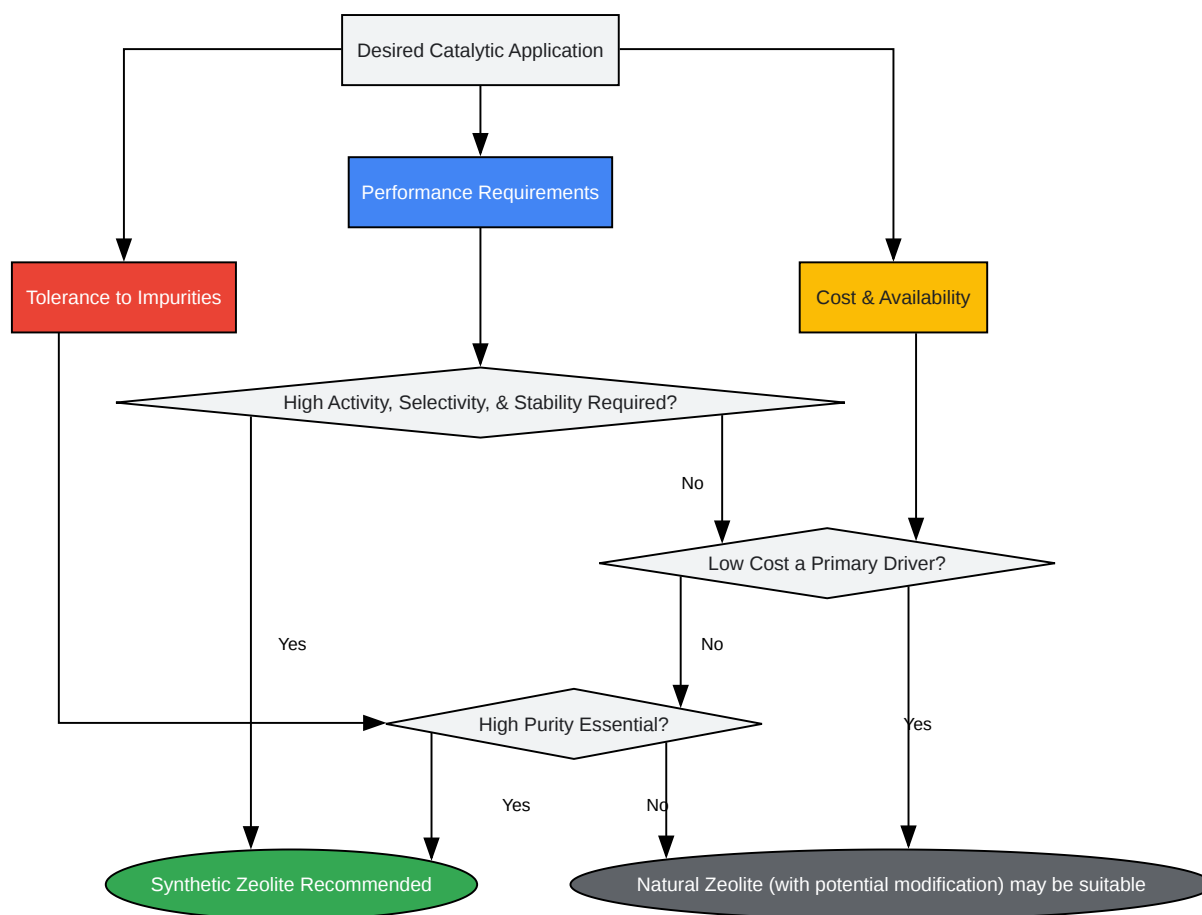 Desired Catalytic Application
Performance Requirements
Tolerance to Impurities
Cost & Availability
High Activity, Selectivity, & Stability Required?
No
Low Cost a Primary Driver?
Yes
No
High Purity Essential?
Yes
Yes
No
Synthetic Zeolite Recommended
Natural Zeolite (with potential modification) may be suitable